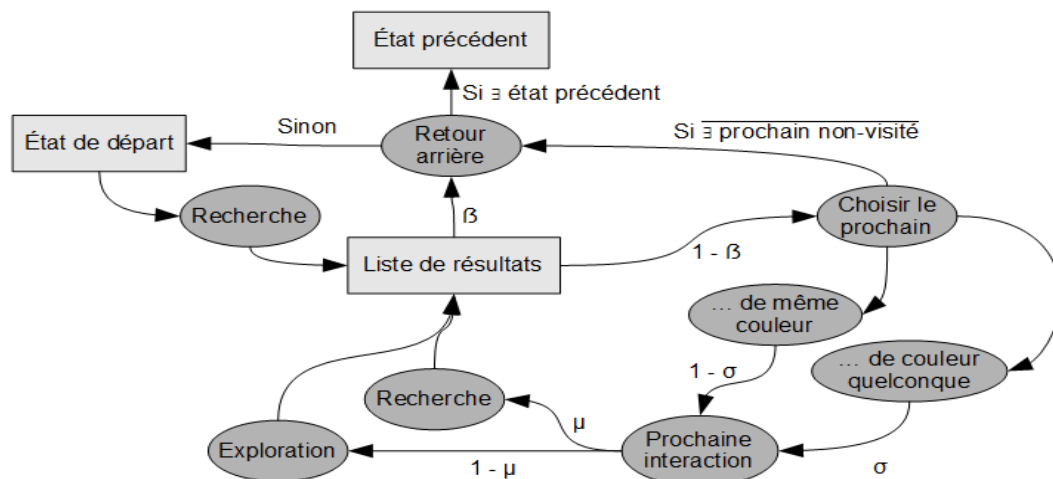 État précédent
Si ∃ état précédent
Sinon
Retour
arrière
Si ∃ prochain non-visité
État de départ
Recherche
ß
Choisir le
prochain
Liste de résultats
1 - ß
... de même
couleur
... de couleur
quelconque
1 - σ
Recherche
μ
Exploration
1 - μ
Prochaine
interaction
σ